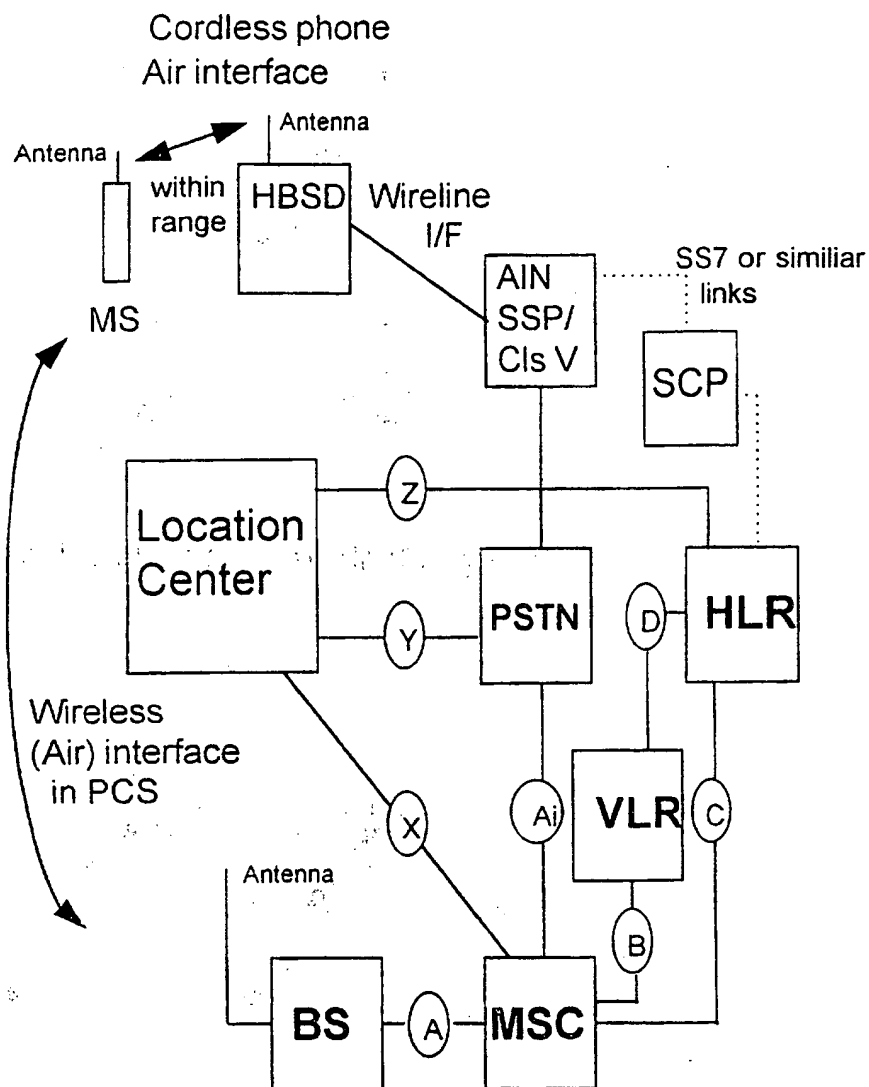 Cordless phone
Air interface
Antenna
Antenna
within
range
HBSD
Wireline
I/F
MS
AIN
SSP/
Cls V
SS7 or similiar
links
SCP
Z
Location
Center
PSTN
D
HLR
Y
Wireless
(Air) interface
in PCS
X
Ai
VLR
C
Antenna
B
BS
A
MSC